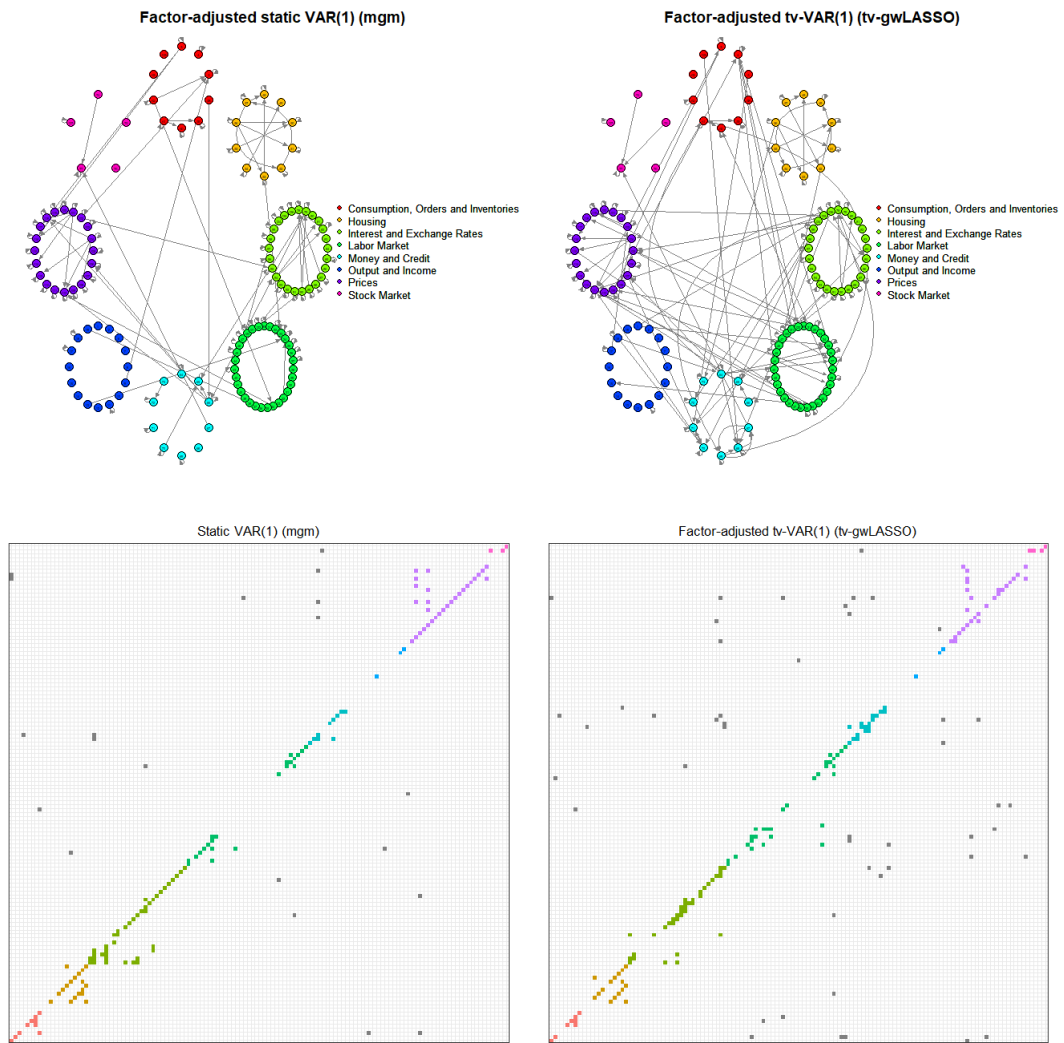 Factor-adjusted static VAR(1) (mgm)
Factor-adjusted tv-VAR(1) (tv-gwLASSO)
Consumption, Orders and Inventories
Housing
Interest and Exchange Rates
Labor Market
Money and Credit
Output and Income
Prices
Stock Market
Consumption, Orders and Inventories
Housing
Interest and Exchange Rates
Labor Market
Money and Credit
Output and Income
Prices
Stock Market
Static VAR(1) (mgm)
Factor-adjusted tv-VAR(1) (tv-gwLASSO)